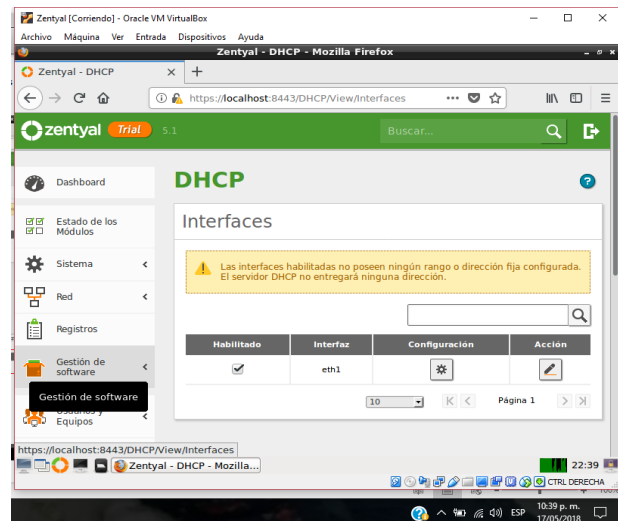 Zentyal [Corriendo] - Oracle VM VirtualBox
Archivo Máquina Ver Entrada Dispositivos Ayuda
Zentyal - DHCP - Mozilla Firefox
Zentyal - DHCP
https://localhost:8443/DHCP/View/Interfaces
zentyal Trial 5.1 Buscar...
Dashboard
Estado de los
Módulos
Sistema
Red
Registros
Gestión de
software
Gestión de software
Usuarios y
Equipos
DHCP
Interfaces
Las interfaces habilitadas no poseen ningún rango o dirección fija configurada.
El servidor DHCP no entregará ninguna dirección.
Habilitado Interfaz Configuración Acción
eth1
10 Página 1
https://localhost:8443/DHCP/View/Interfaces
Zentyal - DHCP - Mozilla... 22:39
CTRL DERECHA
100%
ESP 10:39 p. m.
17/05/2018